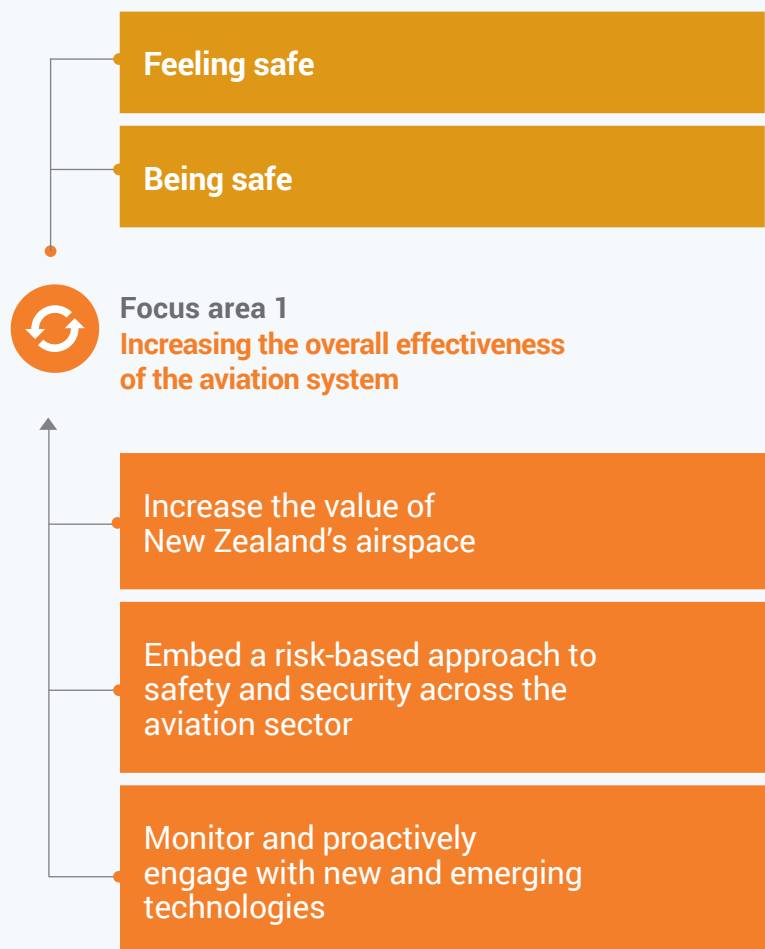 Feeling safe
Being safe
Focus area 1
Increasing the overall effectiveness
of the aviation system
Increase the value of
New Zealand’s airspace
Embed a risk-based approach to
safety and security across the
aviation sector
Monitor and proactively
engage with new and emerging
technologies